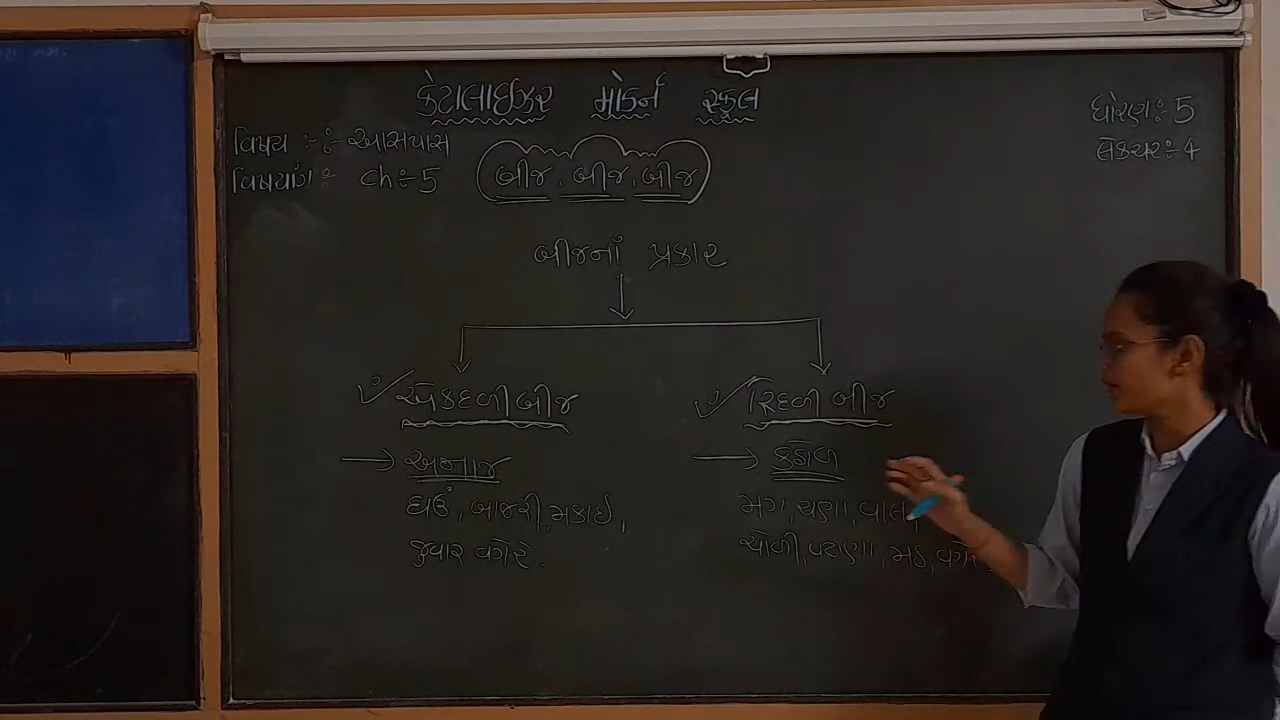 કેટાલાઈઝર મોડર્ન સ્કૂલ
ધોરણ : 5
લેક્ચર ÷ 4
વિષય :- ÷ આસપાસ
વિષયાંગ ÷ Ch ÷ 5
બીજ, બીજ, બીજ
બીજનાં પ્રકાર
એકદળી બીજ
દ્વિદળી બીજ
→ અનાજ
ઘઉં, બાજરી, મકાઈ,
જુવાર વગેરે.
→ કઠોળ
મગ, ચણા, વાલ,
ચોળી, વટાણા, મઠ,